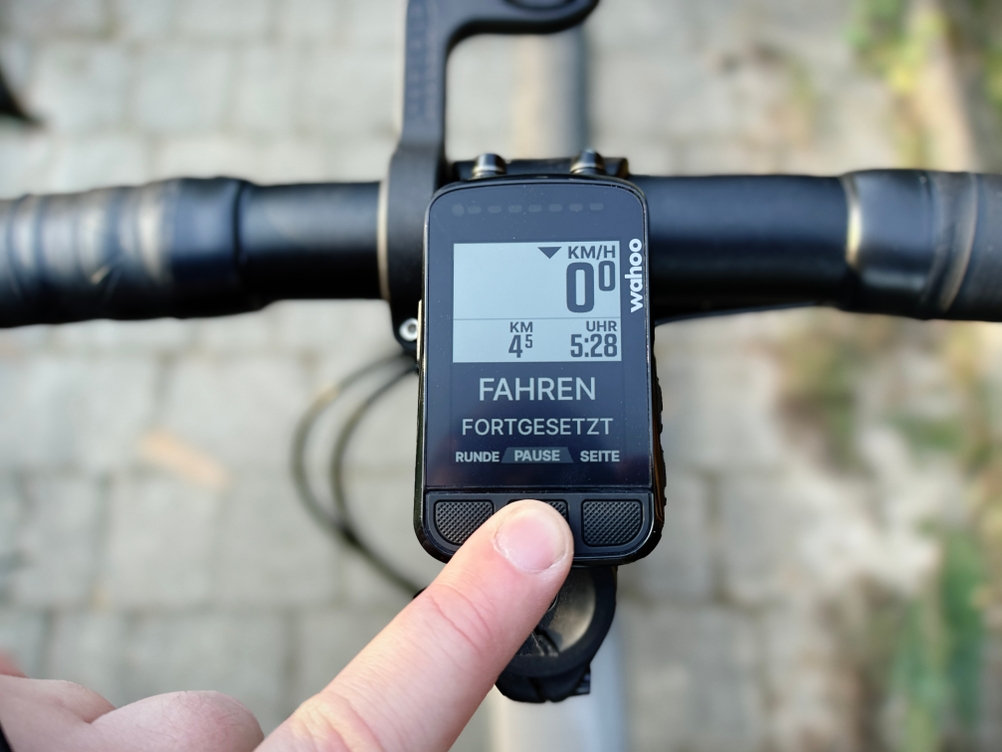 KM/H
0⁰
KM UHR
4⁵ 5:28
FAHREN
FORTGESETZT
RUNDE PAUSE SEITE
wahoo